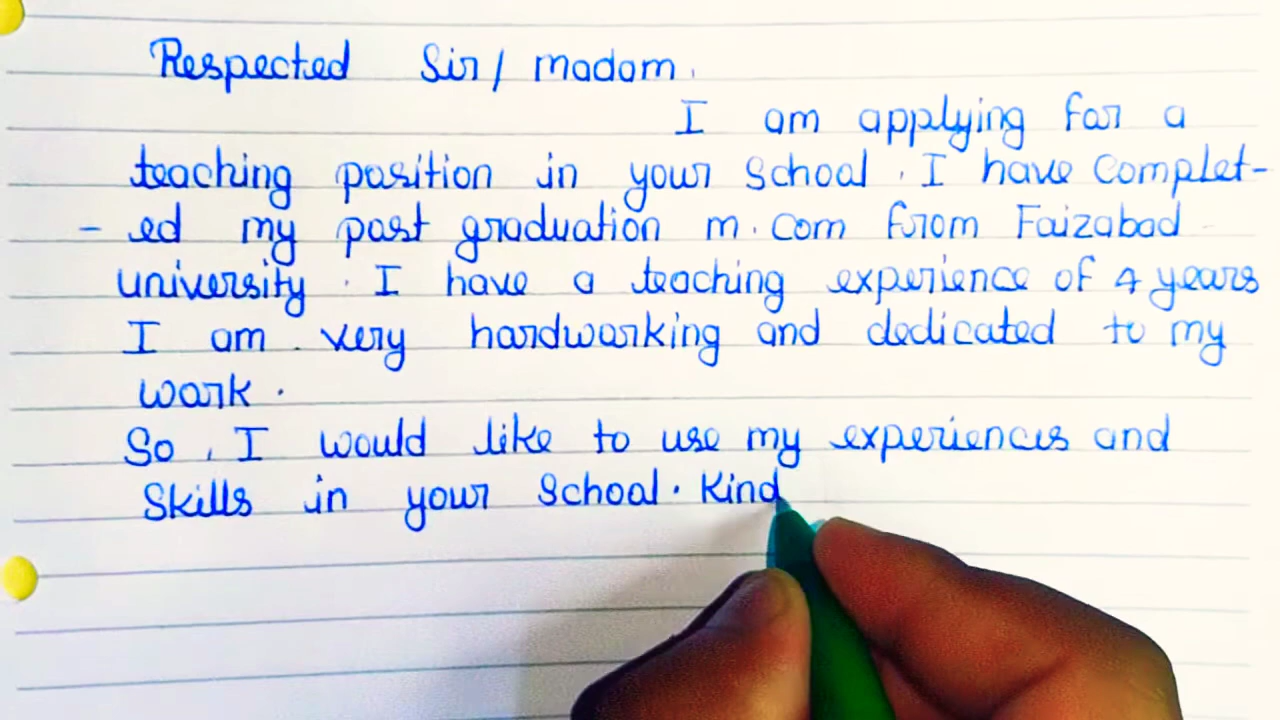 Respected Sir / madam.
I am applying for a
teaching position in your School. I have Complet-
- ed my post graduation m.com from Faizabad
university. I have a teaching experience of 4 years
I am very hardworking and dedicated to my
work.
So, I would like to use my experiences and
Skills in your School. Kind